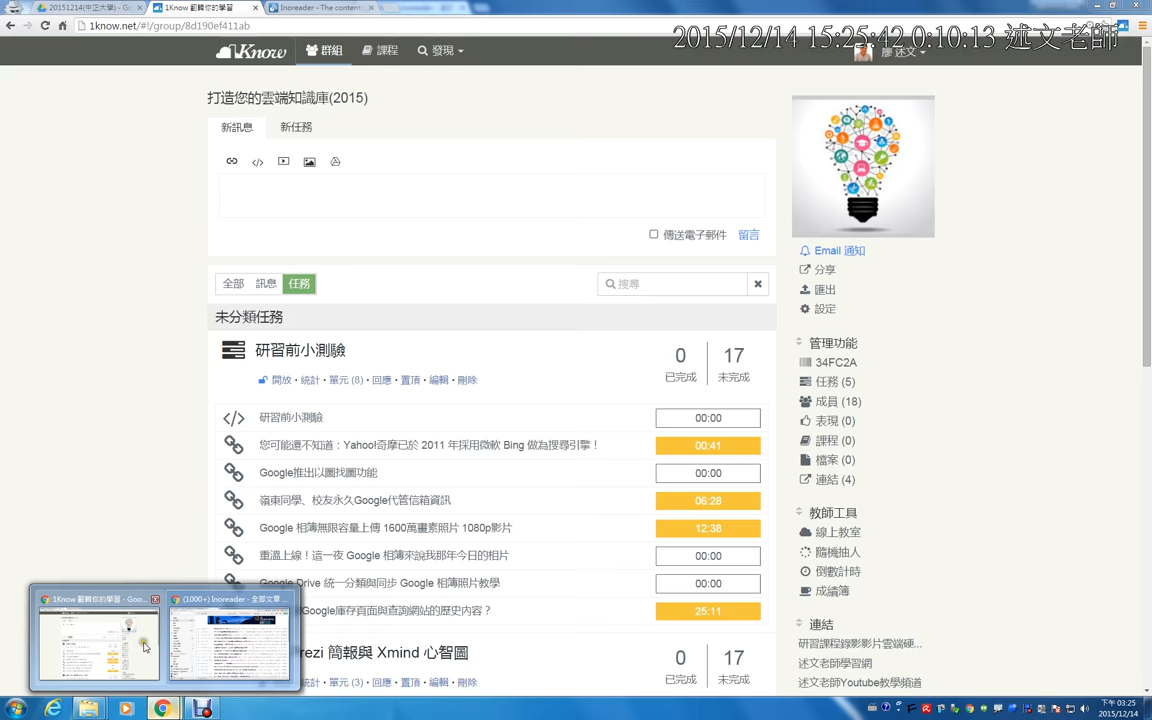 20151214(中正大學) - Go
1Know 翻轉你的學習
Inoreader - The content
1know.net/#!/group/8d190ef411ab
2015/12/14 15:25:42 0:10:13 述文老師
1Know
群組
課程
發現
廖 述文
打造您的雲端知識庫(2015)
新訊息
新任務
傳送電子郵件
留言
Email 通知
分享
匯出
設定
全部
訊息
任務
搜尋
未分類任務
研習前小測驗
0
17
已完成
未完成
開放・統計・單元 (8)・回應・置頂・編輯・刪除
研習前小測驗
00:00
您可能還不知道：Yahoo!奇摩已於 2011 年採用微軟 Bing 做為搜尋引擎！
00:41
Google推出以圖找圖功能
00:00
嶺東同學、校友永久Google代管信箱資訊
06:28
Google 相簿無限容量上傳 1600萬畫素照片 1080p影片
12:38
重溫上線！這一夜 Google 相簿來說我那年今日的相片
00:00
Google Drive 統一分類與同步 Google 相簿照片教學
00:00
Google庫存頁面與查詢網站的歷史內容？
25:11
rezi 簡報與 Xmind 心智圖
0
17
已完成
未完成
統計・單元 (3)・回應・置頂・編輯・刪除
管理功能
34FC2A
任務 (5)
成員 (18)
表現 (0)
課程 (0)
檔案 (0)
連結 (4)
教師工具
線上教室
隨機抽人
倒數計時
成編簿
連結
研習課程錄影影片雲端硬...
述文老師學習網
述文老師Youtube教學頻道
1Know 翻轉你的學習 - Goo...
(1000+) Inoreader - 全部文章 ...
下午 03:25
2015/12/14